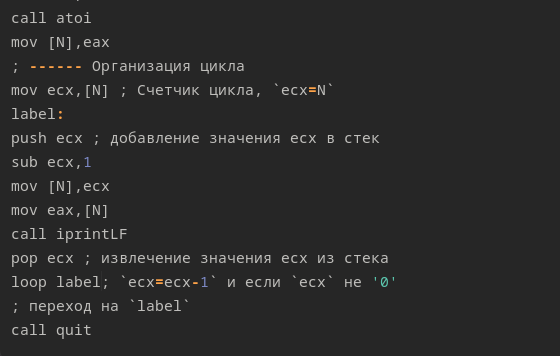 call atoi
mov [N],eax
; ------ Организация цикла
mov ecx,[N] ; Счетчик цикла, `ecx=N`
label:
push ecx ; добавление значения ecx в стек
sub ecx,1
mov [N],ecx
mov eax,[N]
call iprintLF
pop ecx ; извлечение значения ecx из стека
loop label; `ecx=ecx-1` и если `ecx` не '0'
; переход на `label`
call quit